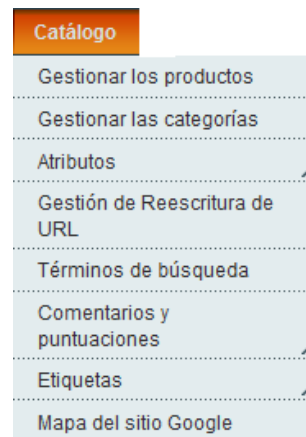 Catálogo
Gestionar los productos
Gestionar las categorías
Atributos
Gestión de Reescritura de
URL
Términos de búsqueda
Comentarios y
puntuaciones
Etiquetas
Mapa del sitio Google